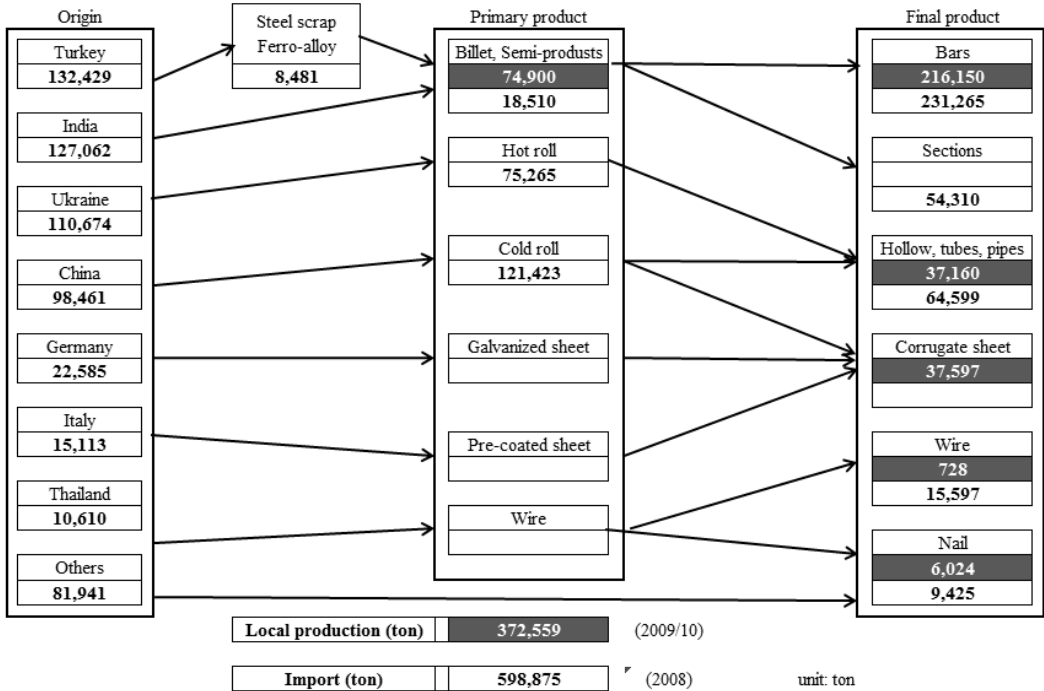 Origin
Turkey
132,429
India
127,062
Ukraine
110,674
China
98,461
Germany
22,585
Italy
15,113
Thailand
10,610
Others
81,941
Steel scrap
Ferro-alloy
8,481
Primary product
Billet, Semi-produsts
74,900
18,510
Hot roll
75,265
Cold roll
121,423
Galvanized sheet
Pre-coated sheet
Wire
Final product
Bars
216,150
231,265
Sections
54,310
Hollow, tubes, pipes
37,160
64,599
Corrugate sheet
37,597
Wire
728
15,597
Nail
6,024
9,425
Local production (ton) 372,559 (2009/10)
Import (ton) 598,875 (2008) unit: ton